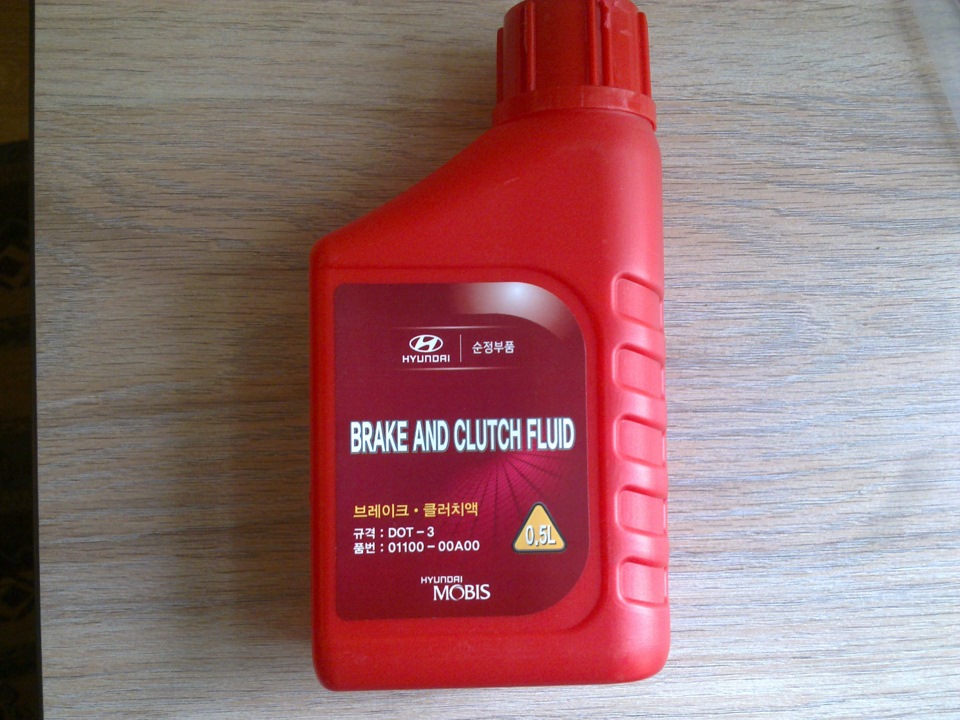 HYUNDAI 순정부품
BRAKE AND CLUTCH FLUID
브레이크 · 클러치액
규격 : DOT - 3
품번 : 01100 - 00A00
0.5L
HYUNDAI
MOBIS